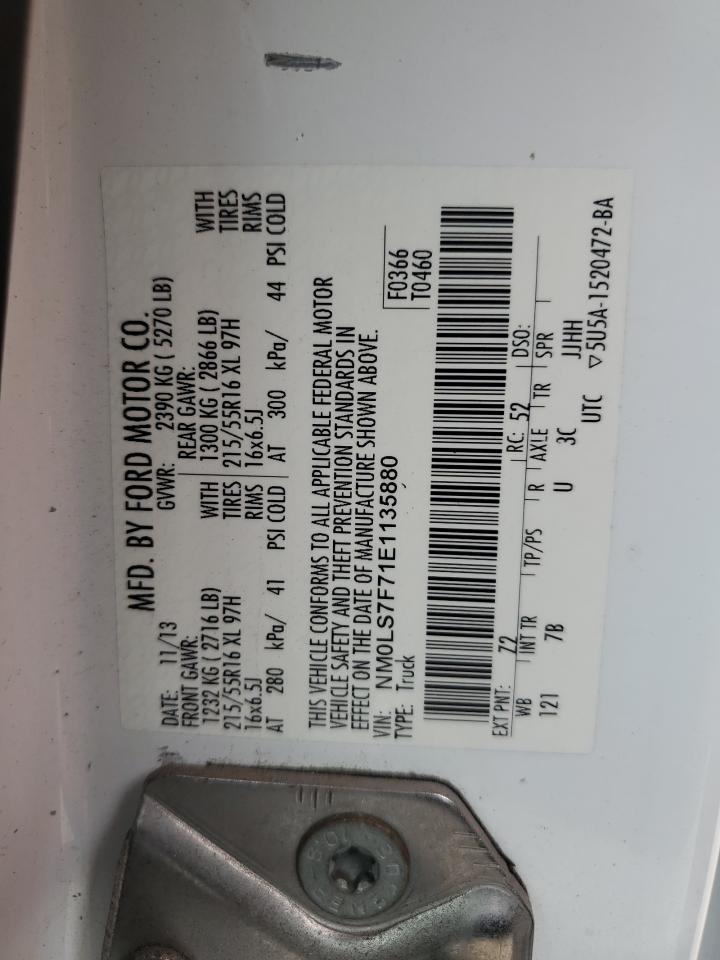 MFD. BY FORD MOTOR CO.
DATE: 11/13 GVWR: 2390 KG ( 5270 LB)
FRONT GAWR: REAR GAWR:
1232 KG ( 2716 LB) WITH 1300 KG ( 2866 LB) WITH
215/55R16 XL 97H TIRES 215/55R16 XL 97H TIRES
16x6.5J RIMS 16x6.5J RIMS
AT 280 kPa/ 41 PSI COLD AT 300 kPa/ 44 PSI COLD
THIS VEHICLE CONFORMS TO ALL APPLICABLE FEDERAL MOTOR
VEHICLE SAFETY AND THEFT PREVENTION STANDARDS IN
EFFECT ON THE DATE OF MANUFACTURE SHOWN ABOVE.
VIN: NM0LS7F71E1135880 F0366
TYPE: Truck T0460
EXT PNT: Z2 RC: 52 DSO:
WB INT TR TP/PS R AXLE TR SPR
121 7B U 3C JJHH
UTC ▽5U5A-1520472-BA
10.9